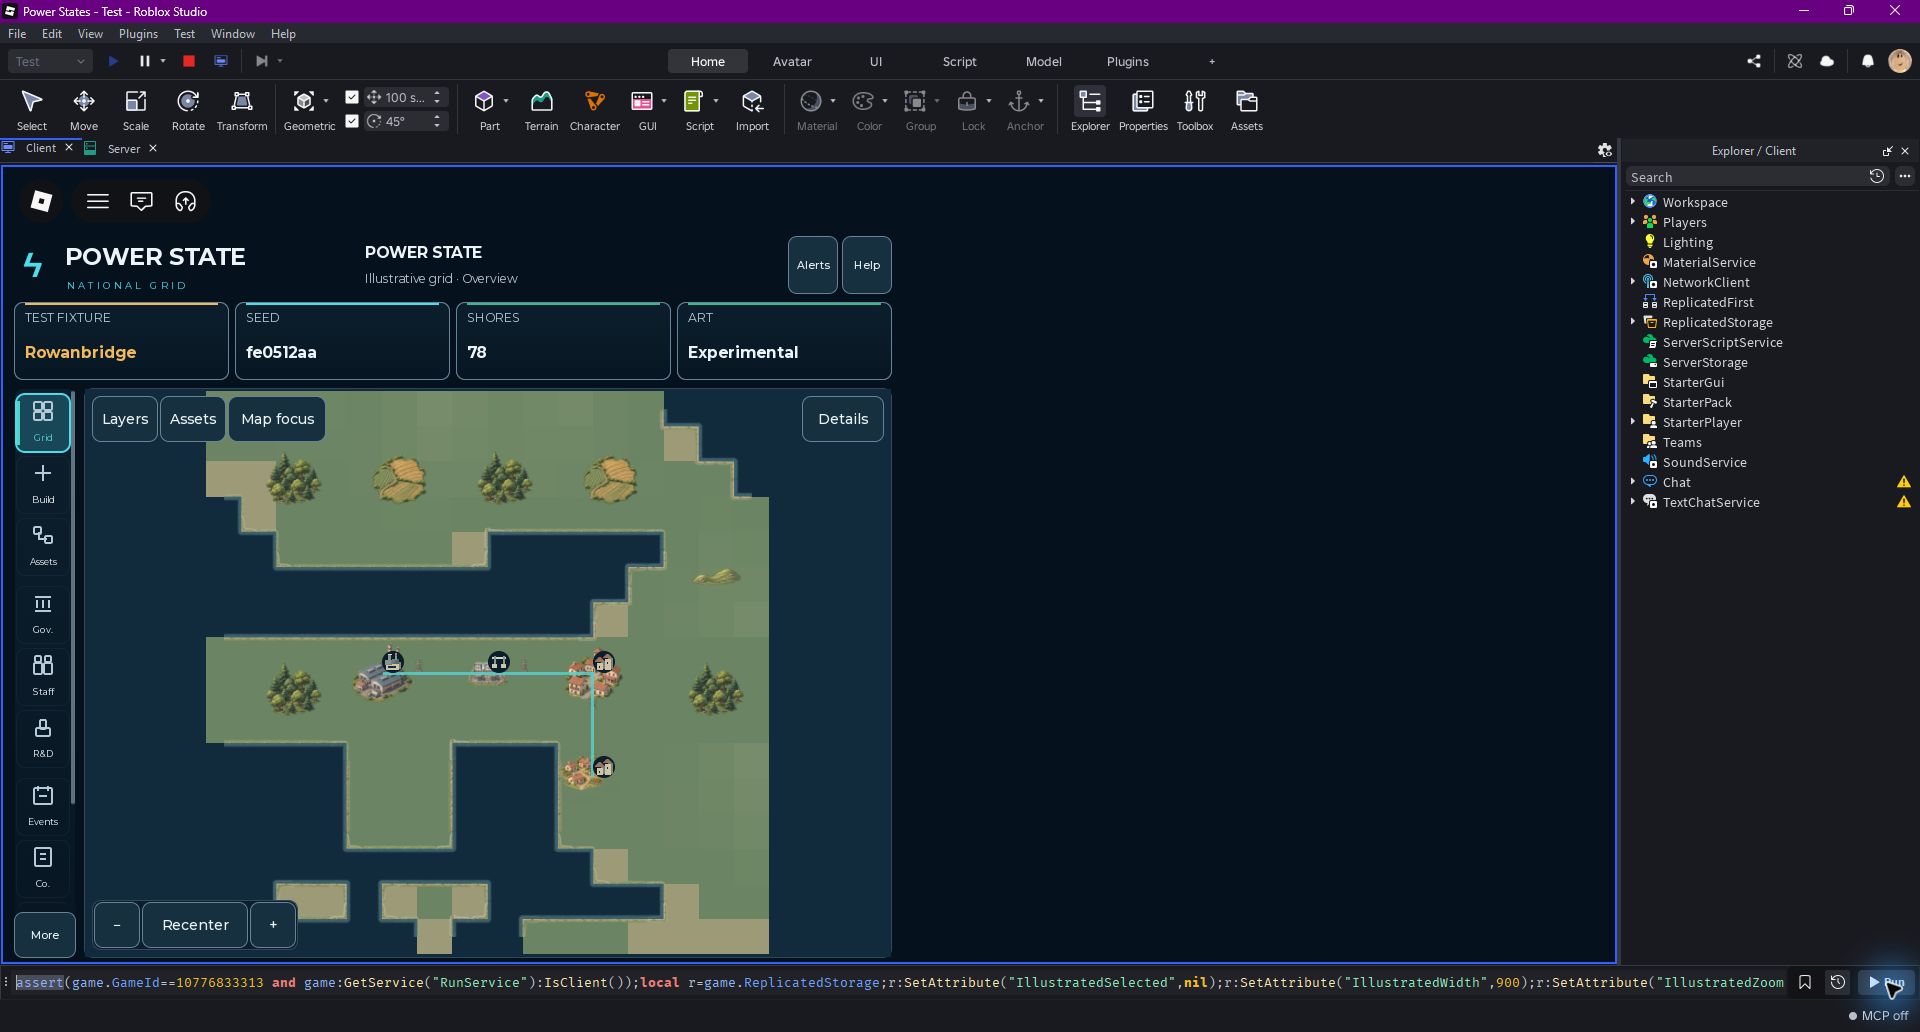 Power States - Test - Roblox Studio
File Edit View Plugins Test Window Help
Test
Home Avatar UI Script Model Plugins +
100 s...
45°
Select Move Scale Rotate Transform Geometric Part Terrain Character GUI Script Import Material Color Group Lock Anchor Explorer Properties Toolbox Assets
Client Server
Explorer / Client
Search
Workspace
Players
Lighting
MaterialService
NetworkClient
ReplicatedFirst
ReplicatedStorage
ServerScriptService
ServerStorage
StarterGui
StarterPack
StarterPlayer
Teams
SoundService
Chat
TextChatService
POWER STATE
NATIONAL GRID
POWER STATE
Illustrative grid · Overview
Alerts Help
TEST FIXTURE
Rowanbridge
SEED
fe0512aa
SHORES
78
ART
Experimental
Grid
Build
Assets
Gov.
Staff
R&D
Events
Co.
More
Layers Assets Map focus Details
− Recenter +
assert(game.GameId==10776833313 and game:GetService("RunService"):IsClient());local r=game.ReplicatedStorage;r:SetAttribute("IllustratedSelected",nil);r:SetAttribute("IllustratedWidth",900);r:SetAttribute("IllustratedZoom
MCP off